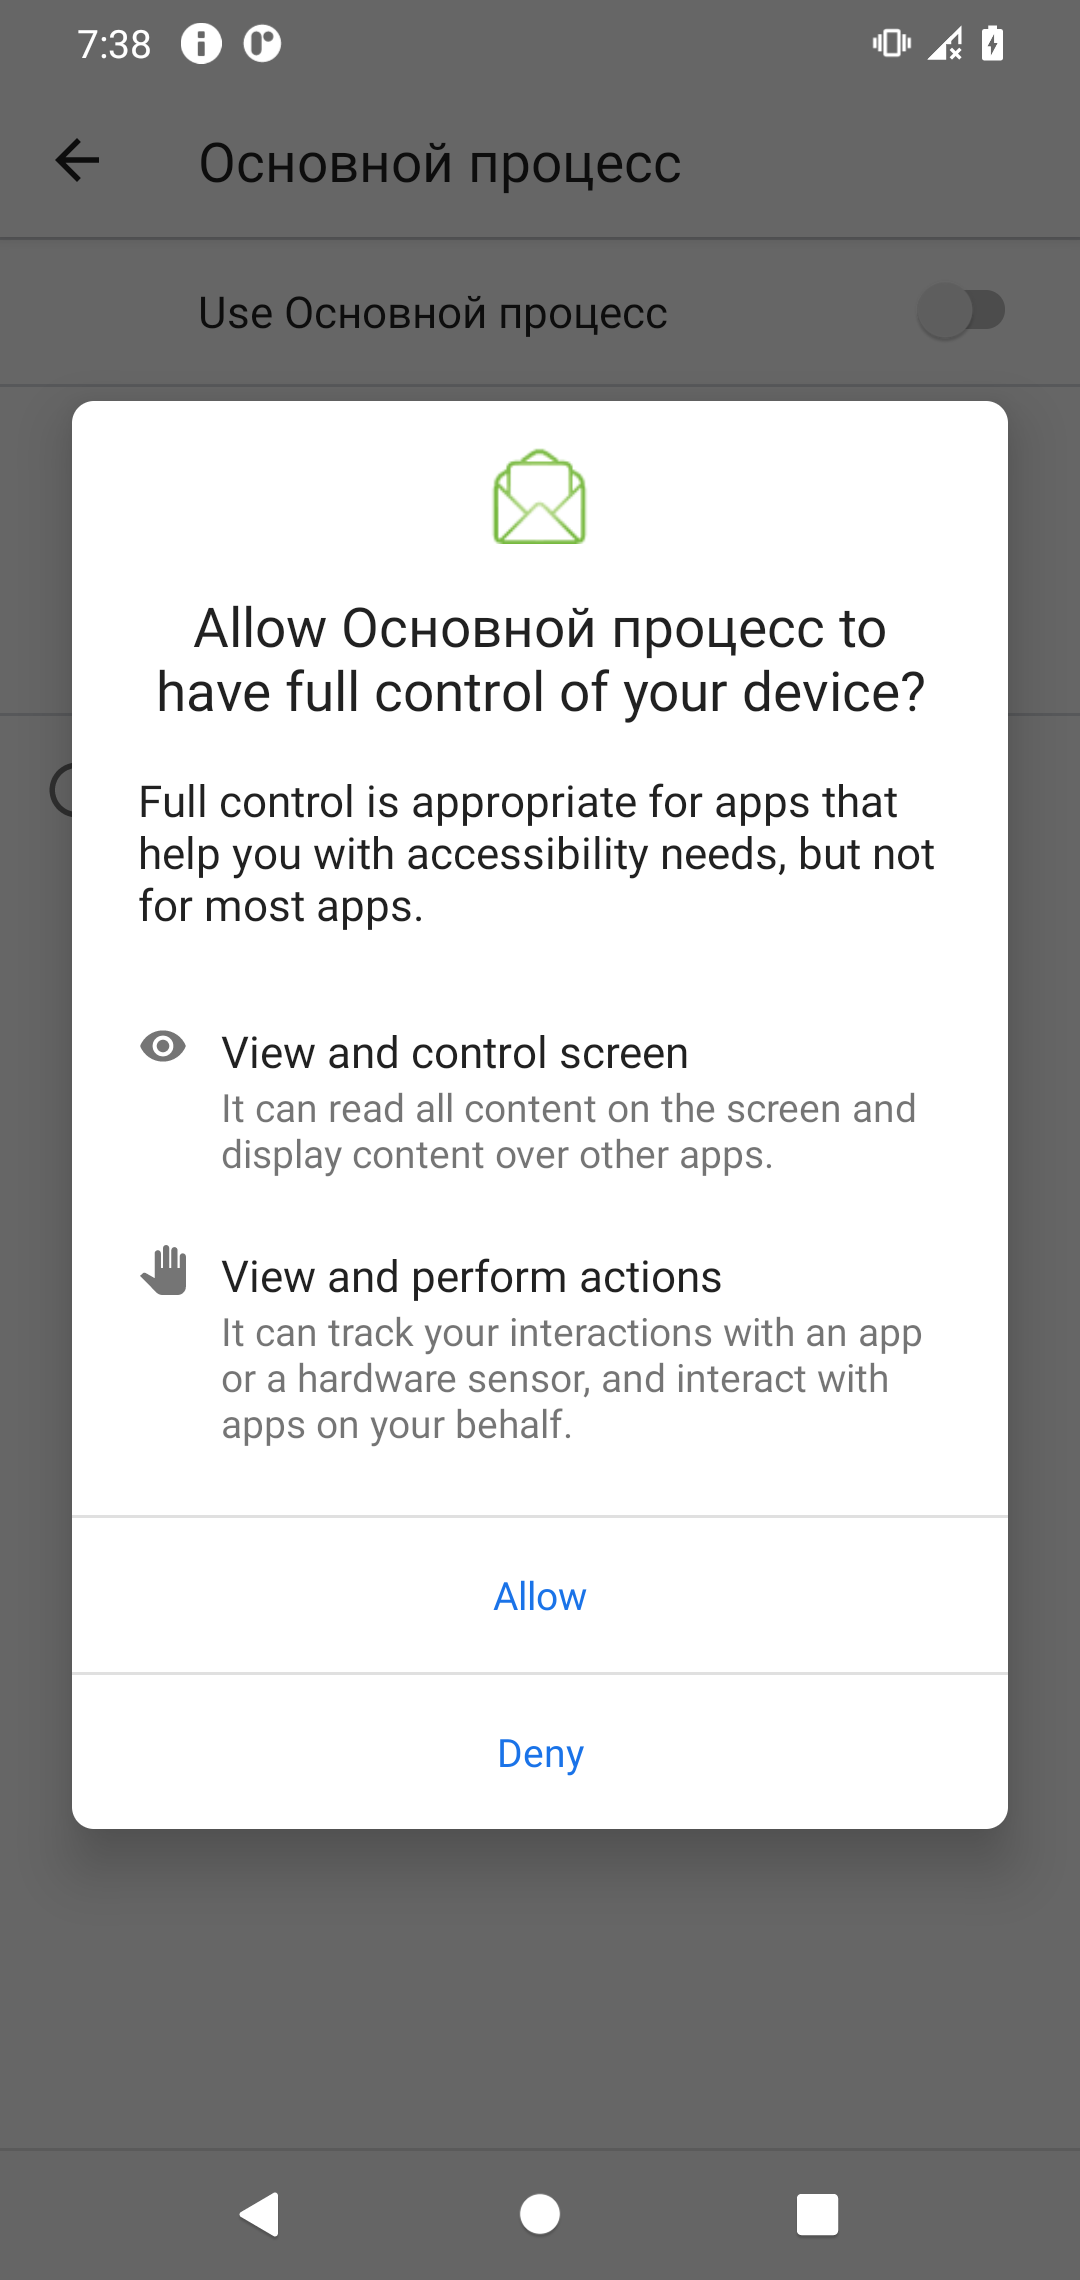 7:38
Основной процесс
Use Основной процесс
Allow Основной процесс to
have full control of your device?
Full control is appropriate for apps that
help you with accessibility needs, but not
for most apps.
View and control screen
It can read all content on the screen and
display content over other apps.
View and perform actions
It can track your interactions with an app
or a hardware sensor, and interact with
apps on your behalf.
Allow
Deny